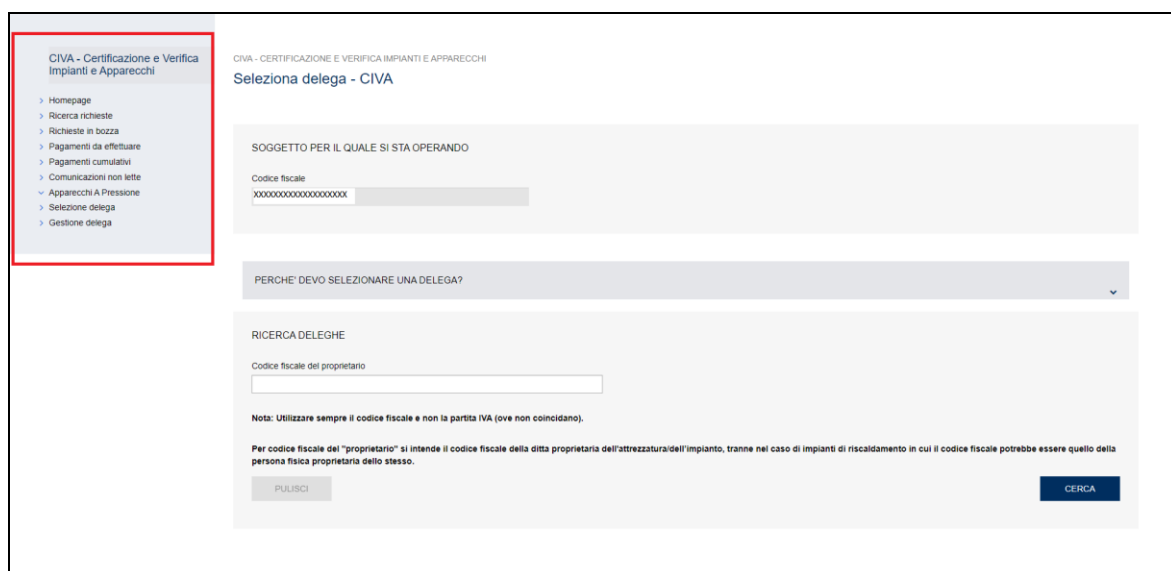 CIVA - Certificazione e Verifica
Impianti e Apparecchi
Homepage
Ricerca richieste
Richieste in bozza
Pagamenti da effettuare
Pagamenti cumulativi
Comunicazioni non lette
Apparecchi A Pressione
Selezione delega
Gestione delega
CIVA - CERTIFICAZIONE E VERIFICA IMPIANTI E APPARECCHI
Seleziona delega - CIVA
SOGGETTO PER IL QUALE SI STA OPERANDO
Codice fiscale
XXXXXXXXXXXXXXXXXX
PERCHE' DEVO SELEZIONARE UNA DELEGA?
RICERCA DELEGHE
Codice fiscale del proprietario
Nota: Utilizzare sempre il codice fiscale e non la partita IVA (ove non coincidano).
Per codice fiscale del "proprietario" si intende il codice fiscale della ditta proprietaria dell'attrezzatura/dell'impianto, tranne nel caso di impianti di riscaldamento in cui il codice fiscale potrebbe essere quello della
persona fisica proprietaria dello stesso.
PULISCI
CERCA